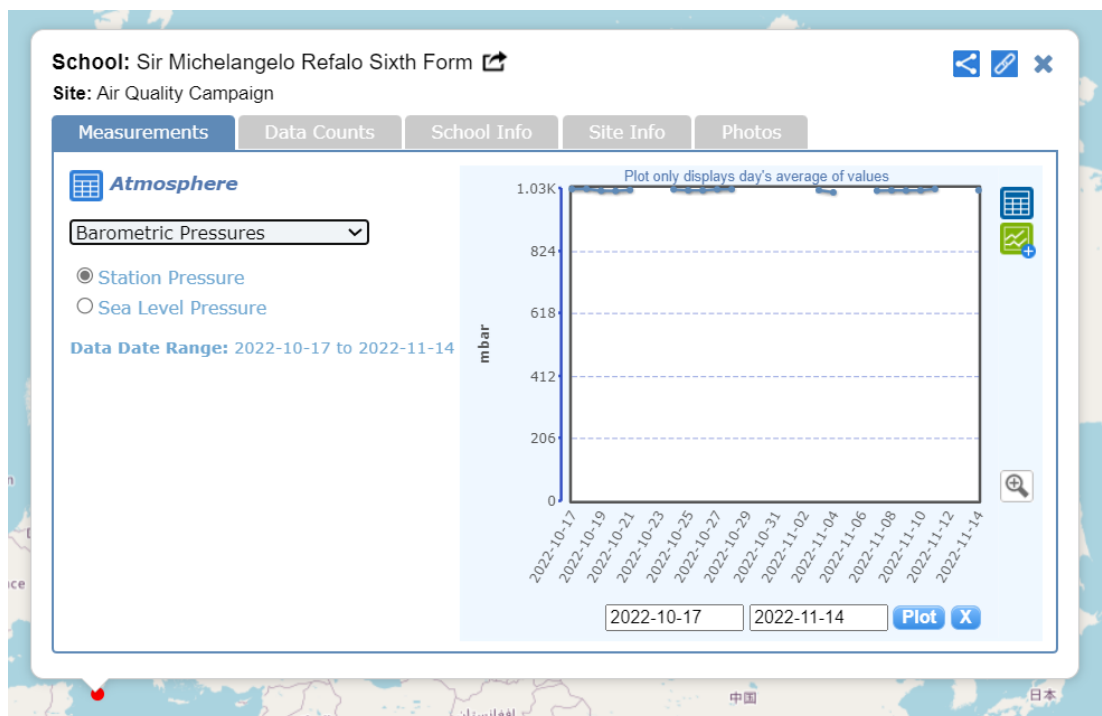 School: Sir Michelangelo Refalo Sixth Form
Site: Air Quality Campaign
Measurements
Data Counts
School Info
Site Info
Photos
Atmosphere
Barometric Pressures
Station Pressure
Sea Level Pressure
Data Date Range: 2022-10-17 to 2022-11-14
Plot only displays day's average of values
1.03K
824
618
412
206
0
mbar
2022-10-17
2022-10-19
2022-10-21
2022-10-23
2022-10-25
2022-10-27
2022-10-29
2022-10-31
2022-11-02
2022-11-04
2022-11-06
2022-11-08
2022-11-10
2022-11-12
2022-11-14
2022-10-17
2022-11-14
Plot
X
中国
日本